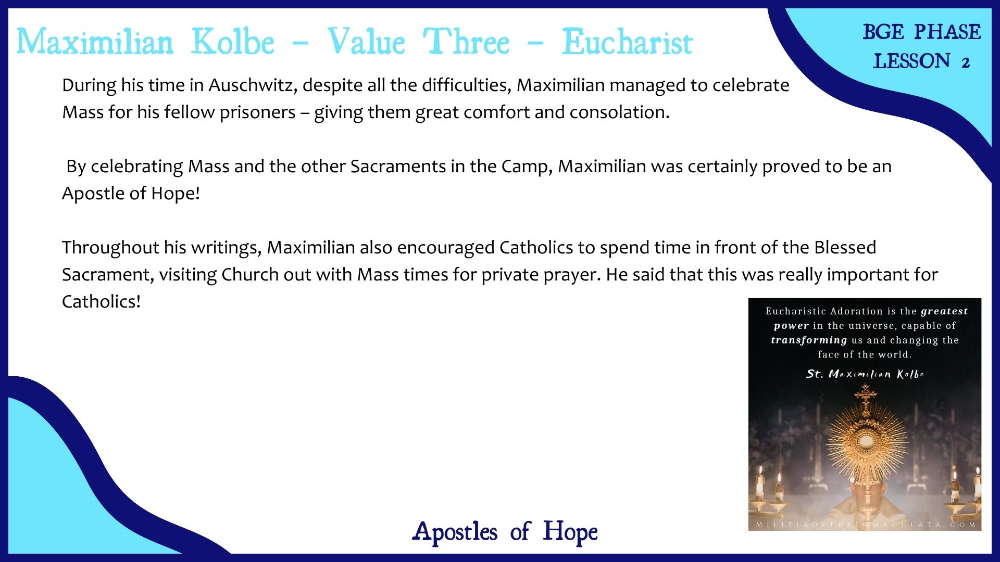 Maximilian Kolbe – Value Three – Eucharist
BGE PHASE
LESSON 2
During his time in Auschwitz, despite all the difficulties, Maximilian managed to celebrate
Mass for his fellow prisoners – giving them great comfort and consolation.
By celebrating Mass and the other Sacraments in the Camp, Maximilian was certainly proved to be an
Apostle of Hope!
Throughout his writings, Maximilian also encouraged Catholics to spend time in front of the Blessed
Sacrament, visiting Church out with Mass times for private prayer. He said that this was really important for
Catholics!
Eucharistic Adoration is the greatest
power in the universe, capable of
transforming us and changing the
face of the world.
St. Maximilian Kolbe
MILITIAOFTHEIMMACULATA.COM
Apostles of Hope